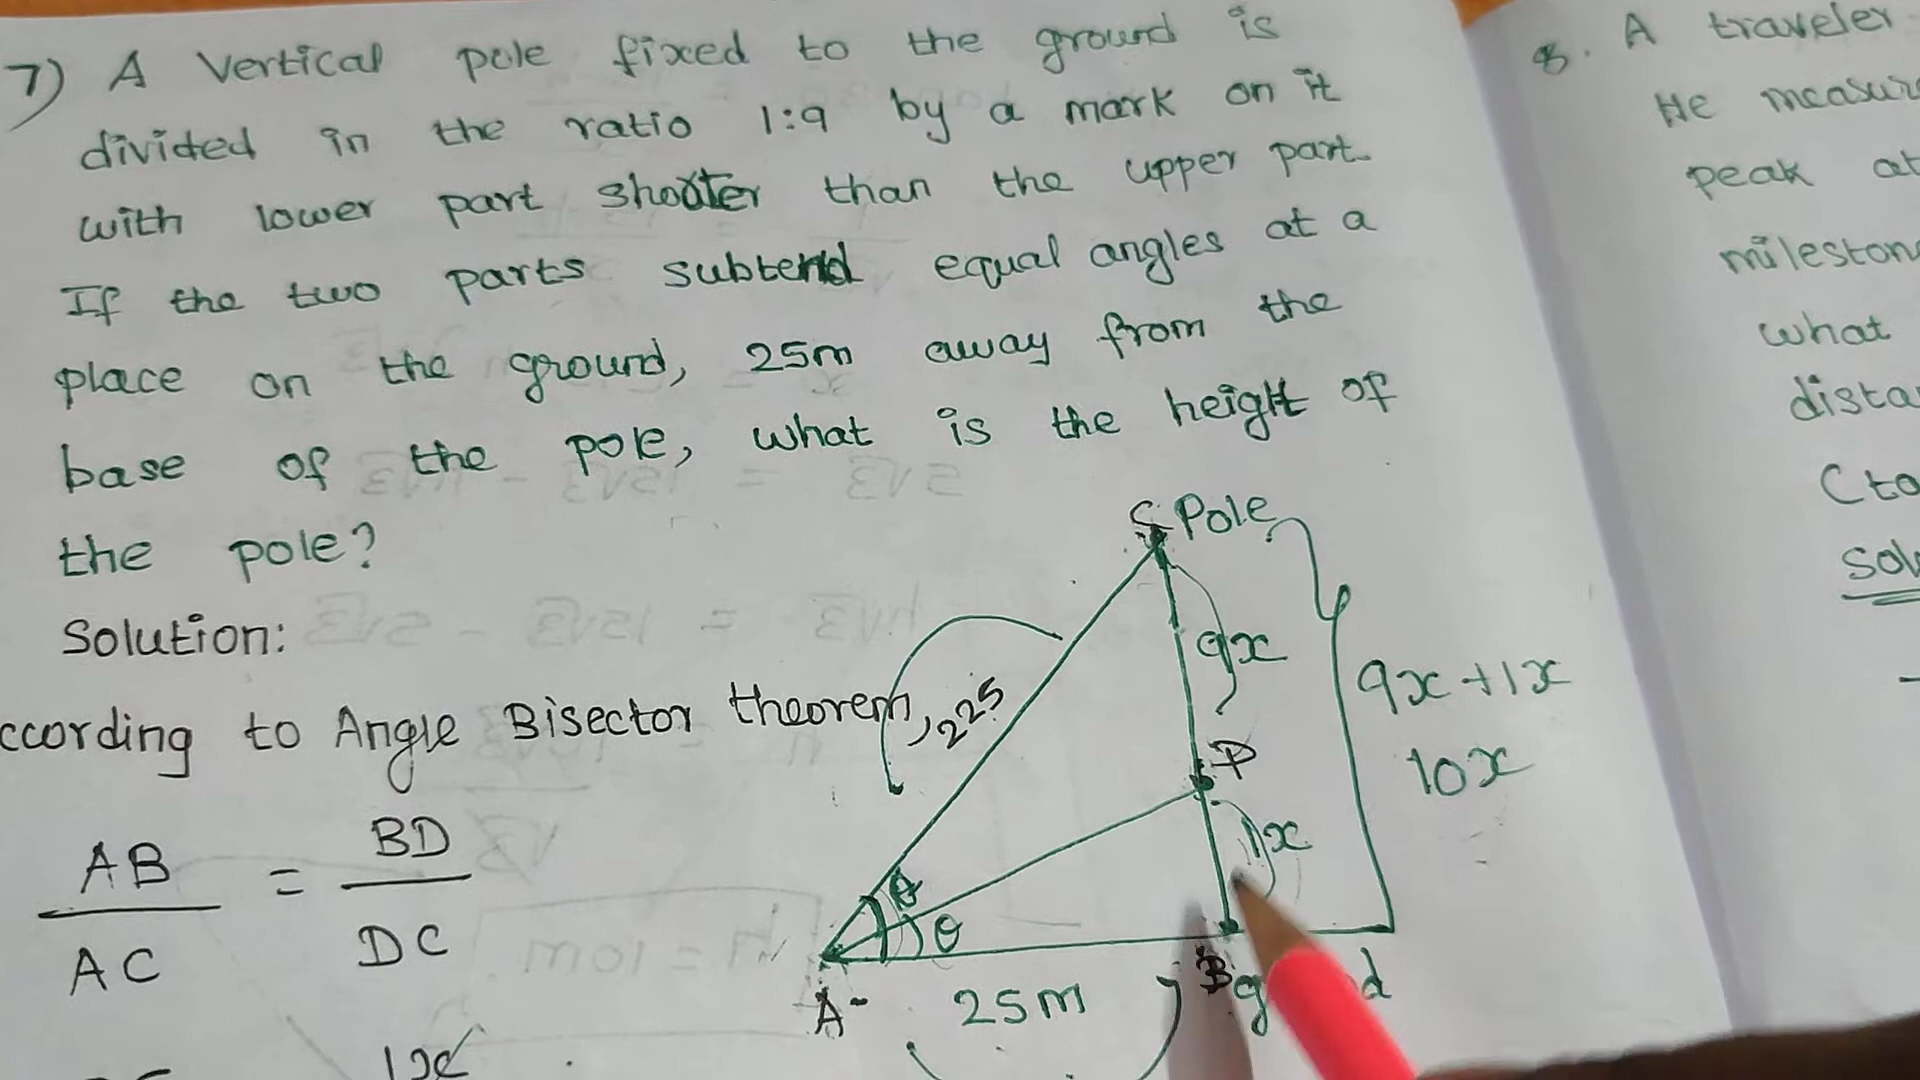 7) A Vertical pole fixed to the ground is
divided in the ratio 1:9 by a mark on it
with lower part shorter than the upper part.
If the two parts subtend equal angles at a
place on the ground, 25m away from the
base of the pole, what is the height of
the pole?
Solution:
ccording to Angle Bisector theorem,
AB/AC = BD/DC
1x
C Pole
9x
225
D
1x
9x+1x
10x
θ
θ
A
25m
B
8. A traveler
He measur
peak at
mileston
what
dista
C to
sol